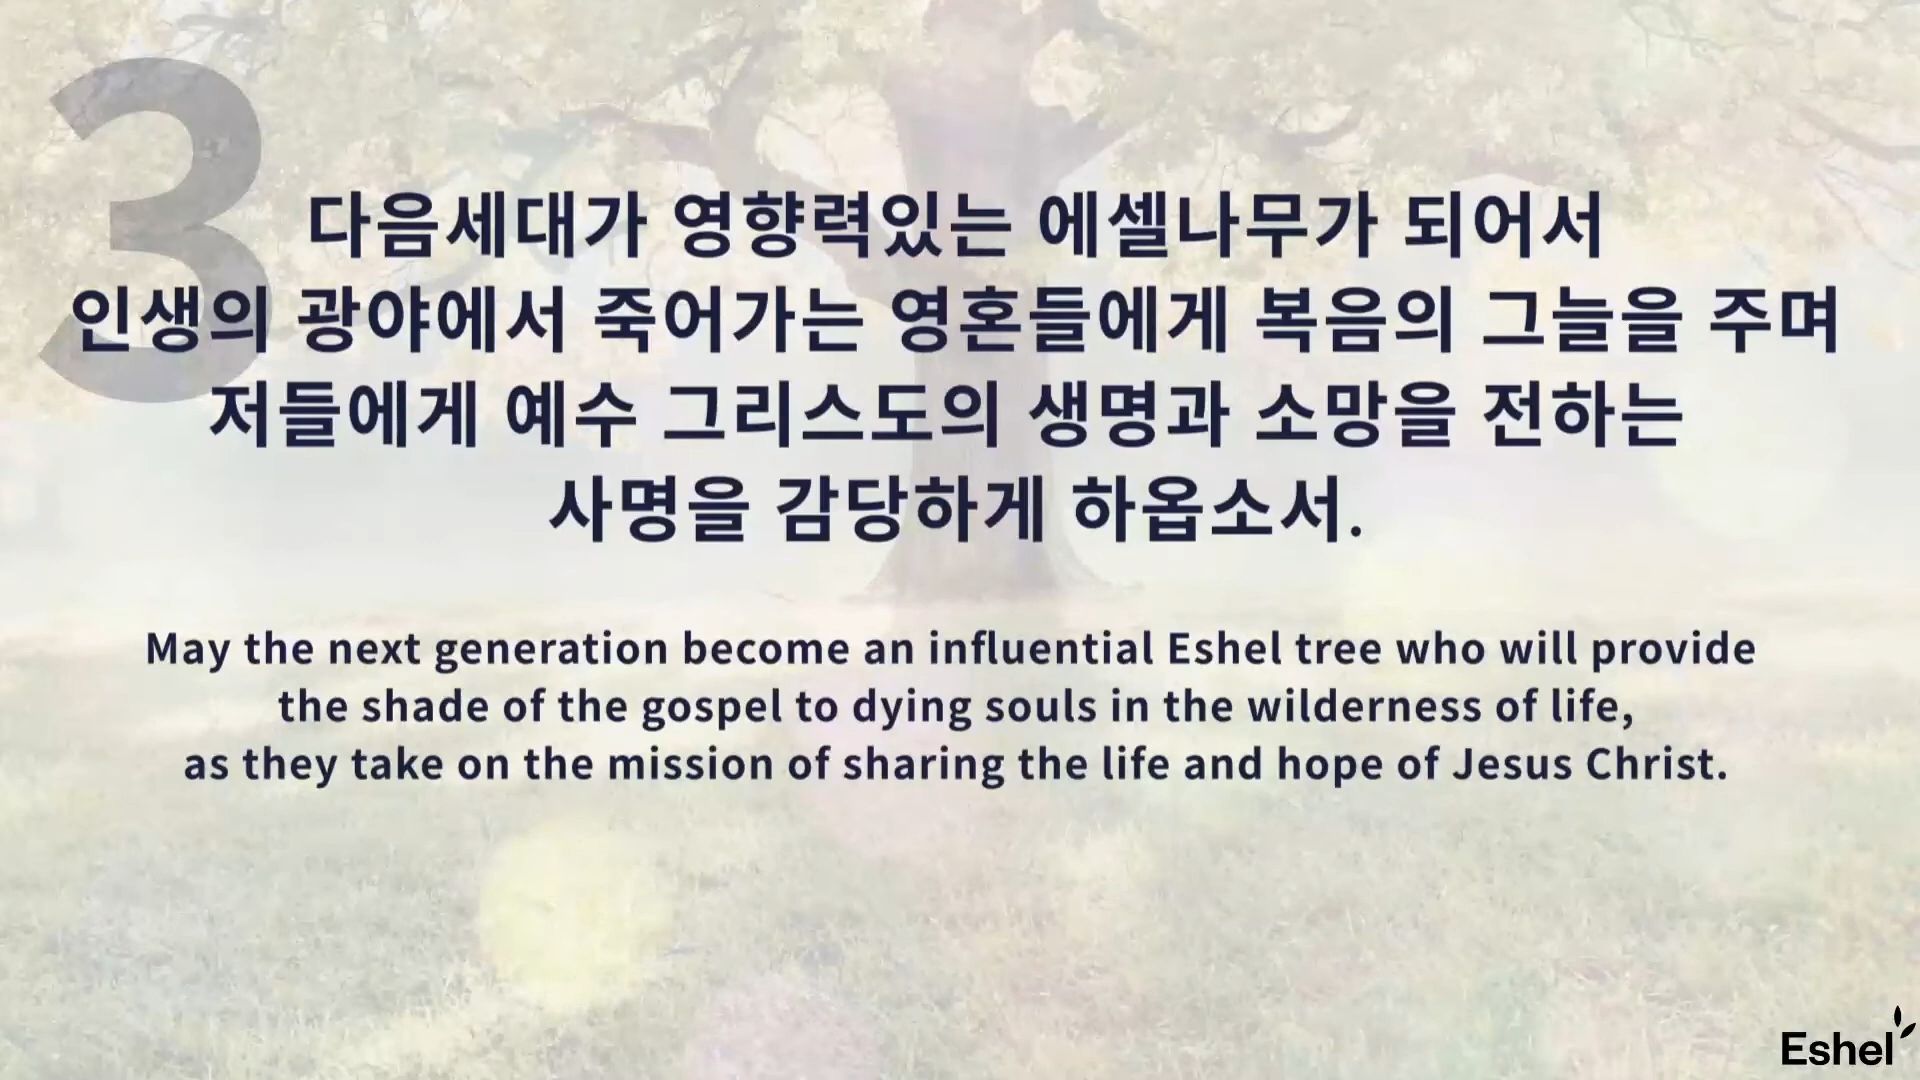 3
다음세대가 영향력있는 에셀나무가 되어서
인생의 광야에서 죽어가는 영혼들에게 복음의 그늘을 주며
저들에게 예수 그리스도의 생명과 소망을 전하는
사명을 감당하게 하옵소서.
May the next generation become an influential Eshel tree who will provide
the shade of the gospel to dying souls in the wilderness of life,
as they take on the mission of sharing the life and hope of Jesus Christ.
Eshel